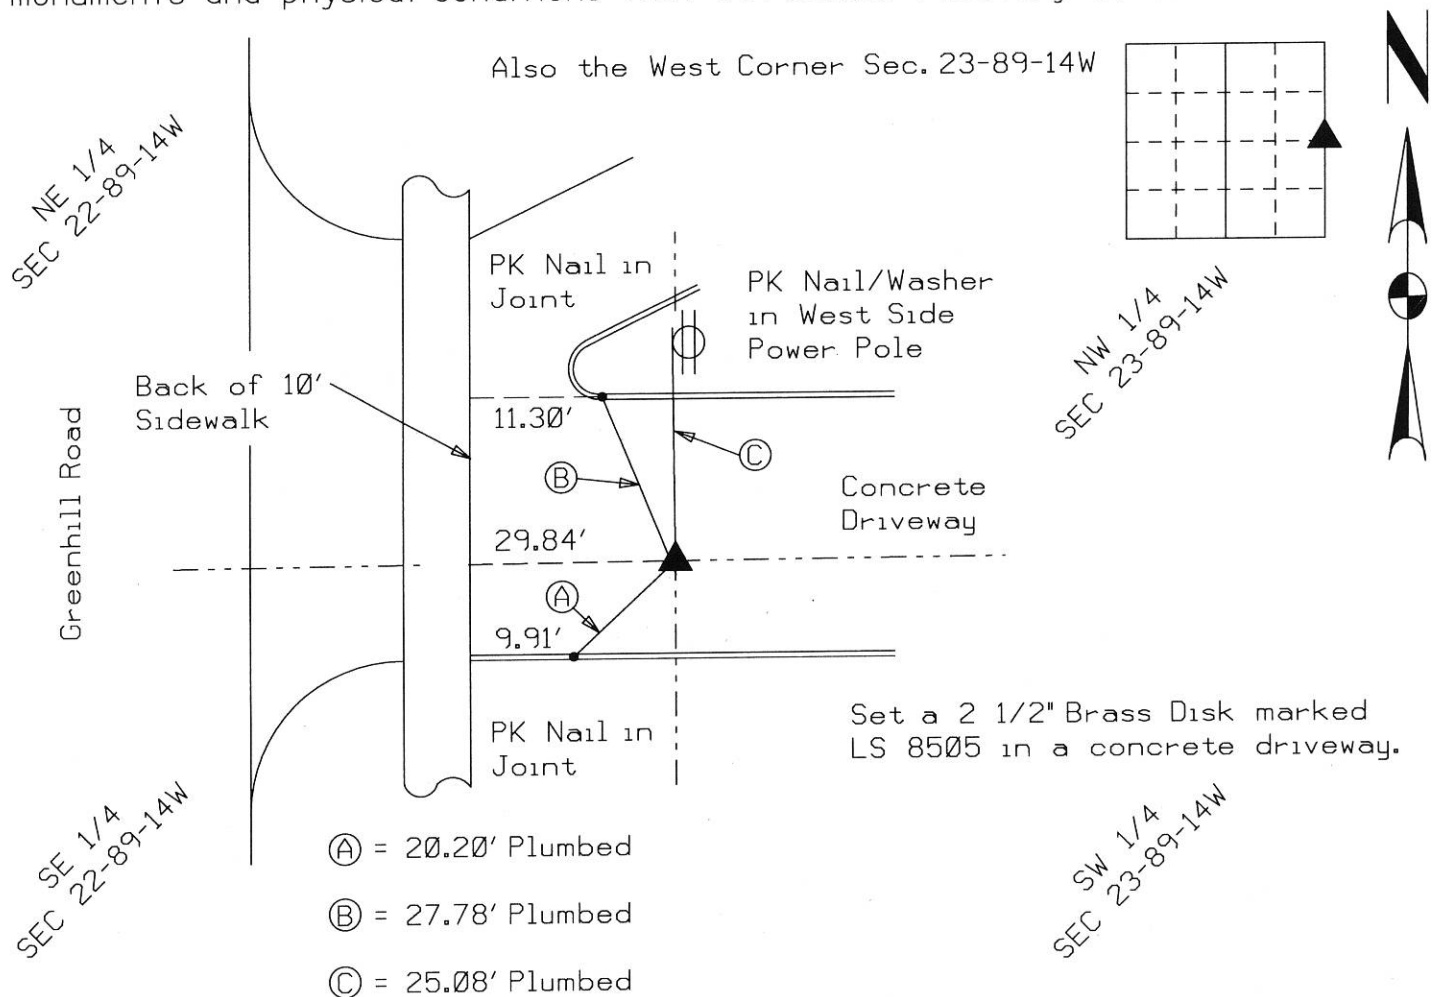 Also the West Corner Sec. 23-89-14W
N
NE 1/4
SEC 22-89-14W
PK Nail in
Joint
PK Nail/Washer
in West Side
Power Pole
NW 1/4
SEC 23-89-14W
Back of 10'
Sidewalk
11.30'
C
B
Concrete
Driveway
Greenhill Road
29.84'
A
9.91'
PK Nail in
Joint
Set a 2 1/2" Brass Disk marked
LS 8505 in a concrete driveway.
SE 1/4
SEC 22-89-14W
SW 1/4
SEC 23-89-14W
A = 20.20' Plumbed
B = 27.78' Plumbed
C = 25.08' Plumbed